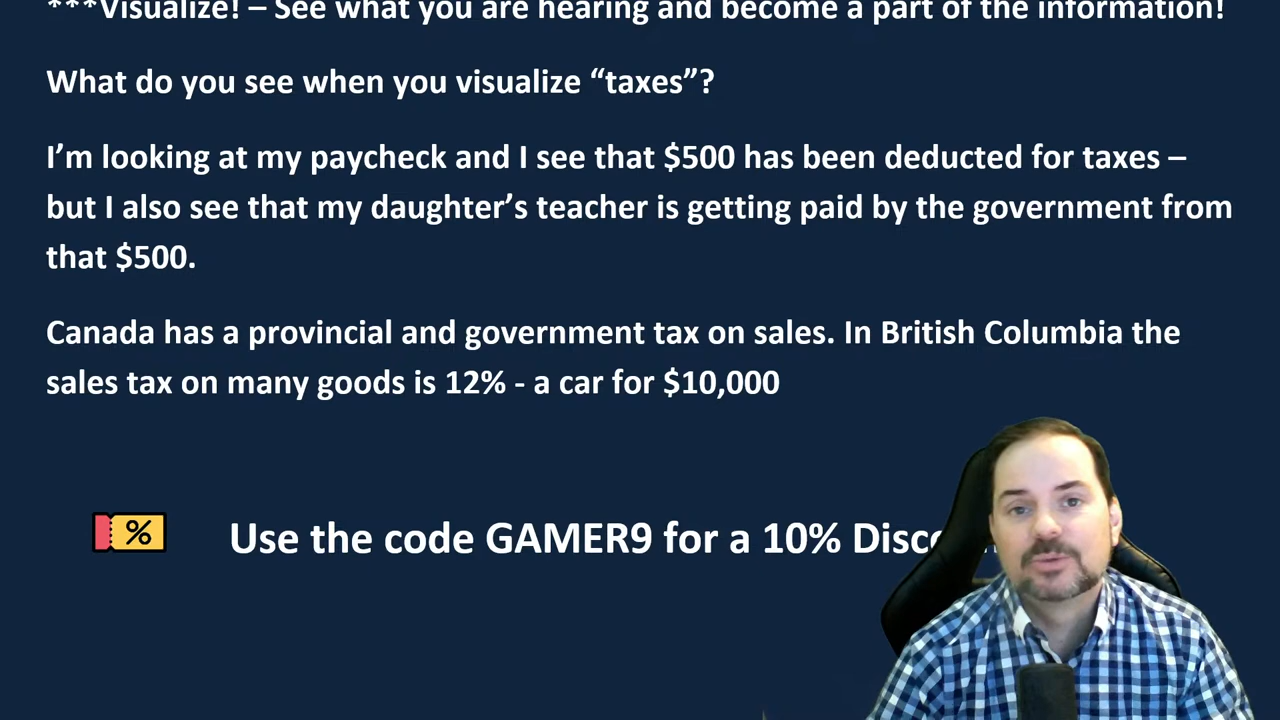 ***Visualize! – See what you are hearing and become a part of the information!
What do you see when you visualize “taxes”?
I’m looking at my paycheck and I see that $500 has been deducted for taxes –
but I also see that my daughter’s teacher is getting paid by the government from
that $500.
Canada has a provincial and government tax on sales. In British Columbia the
sales tax on many goods is 12% - a car for $10,000
%
Use the code GAMER9 for a 10%